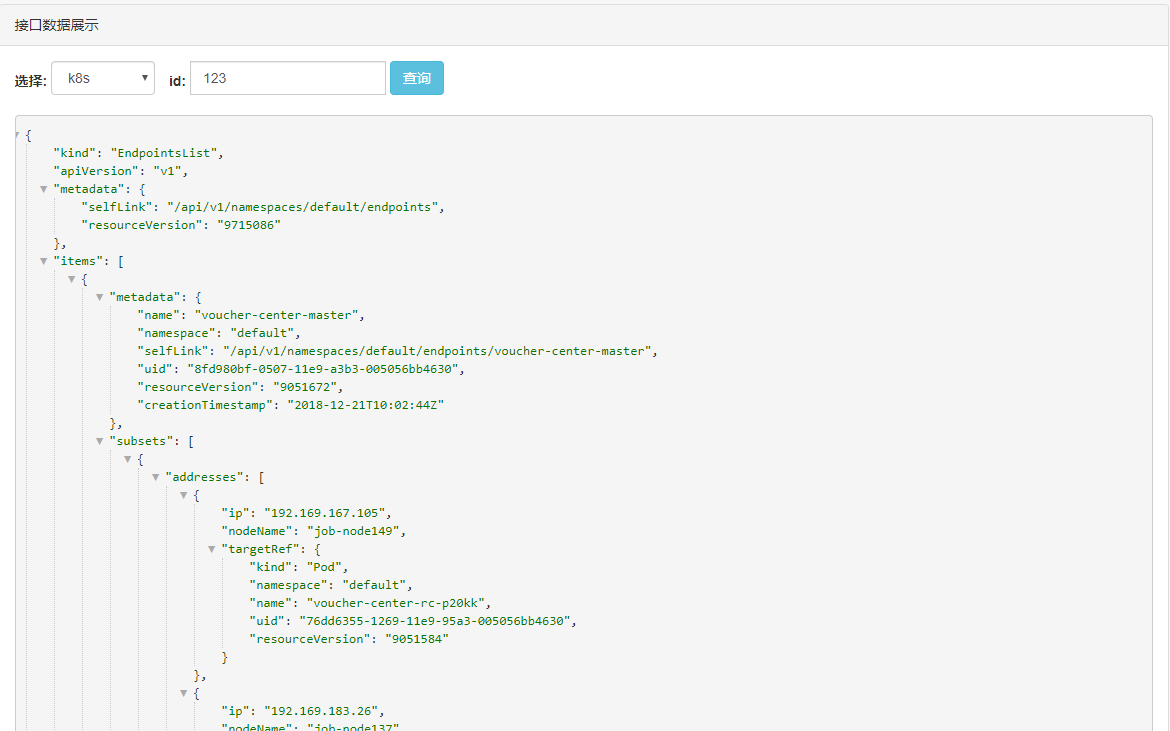 接口数据展示
选择: k8s id: 123 查询
{
"kind": "EndpointsList",
"apiVersion": "v1",
"metadata": {
"selfLink": "/api/v1/namespaces/default/endpoints",
"resourceVersion": "9715086"
},
"items": [
{
"metadata": {
"name": "voucher-center-master",
"namespace": "default",
"selfLink": "/api/v1/namespaces/default/endpoints/voucher-center-master",
"uid": "8fd980bf-0507-11e9-a3b3-005056bb4630",
"resourceVersion": "9051672",
"creationTimestamp": "2018-12-21T10:02:44Z"
},
"subsets": [
{
"addresses": [
{
"ip": "192.169.167.105",
"nodeName": "job-node149",
"targetRef": {
"kind": "Pod",
"namespace": "default",
"name": "voucher-center-rc-p20kk",
"uid": "76dd6355-1269-11e9-95a3-005056bb4630",
"resourceVersion": "9051584"
}
},
{
"ip": "192.169.183.26",
"nodeName": "job-node137"